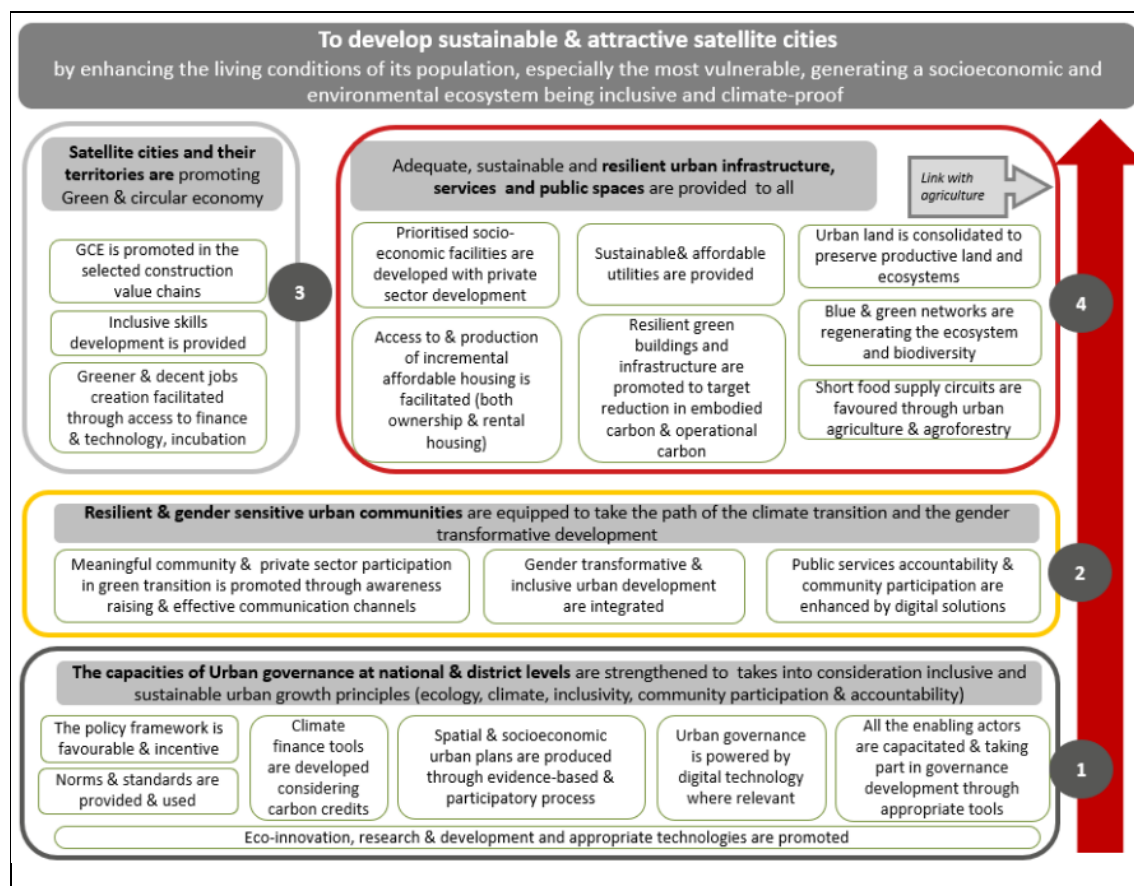 To develop sustainable & attractive satellite cities
by enhancing the living conditions of its population, especially the most vulnerable, generating a socioeconomic and
environmental ecosystem being inclusive and climate-proof
Satellite cities and their
territories are promoting
Green & circular economy
GCE is promoted in the
selected construction
value chains
Inclusive skills
development is provided
Greener & decent jobs
creation facilitated
through access to finance
& technology, incubation
3
Adequate, sustainable and resilient urban infrastructure,
services and public spaces are provided to all
Link with
agriculture
Prioritised socio-
economic facilities are
developed with private
sector development
Access to & production
of incremental
affordable housing is
facilitated (both
ownership & rental
housing)
Sustainable& affordable
utilities are provided
Resilient green
buildings and
infrastructure are
promoted to target
reduction in embodied
carbon & operational
carbon
Urban land is consolidated to
preserve productive land and
ecosystems
Blue & green networks are
regenerating the ecosystem
and biodiversity
Short food supply circuits are
favoured through urban
agriculture & agroforestry
4
Resilient & gender sensitive urban communities are equipped to take the path of the climate transition and the gender
transformative development
Meaningful community & private sector participation
in green transition is promoted through awareness
raising & effective communication channels
Gender transformative &
inclusive urban development
are integrated
Public services accountability &
community participation are
enhanced by digital solutions
2
The capacities of Urban governance at national & district levels are strengthened to takes into consideration inclusive and
sustainable urban growth principles (ecology, climate, inclusivity, community participation & accountability)
The policy framework is
favourable & incentive
Norms & standards are
provided & used
Climate
finance tools
are developed
considering
carbon credits
Spatial & socioeconomic
urban plans are produced
through evidence-based &
participatory process
Urban governance
is powered by
digital technology
where relevant
All the enabling actors
are capacitated & taking
part in governance
development through
appropriate tools
1
Eco-innovation, research & development and appropriate technologies are promoted